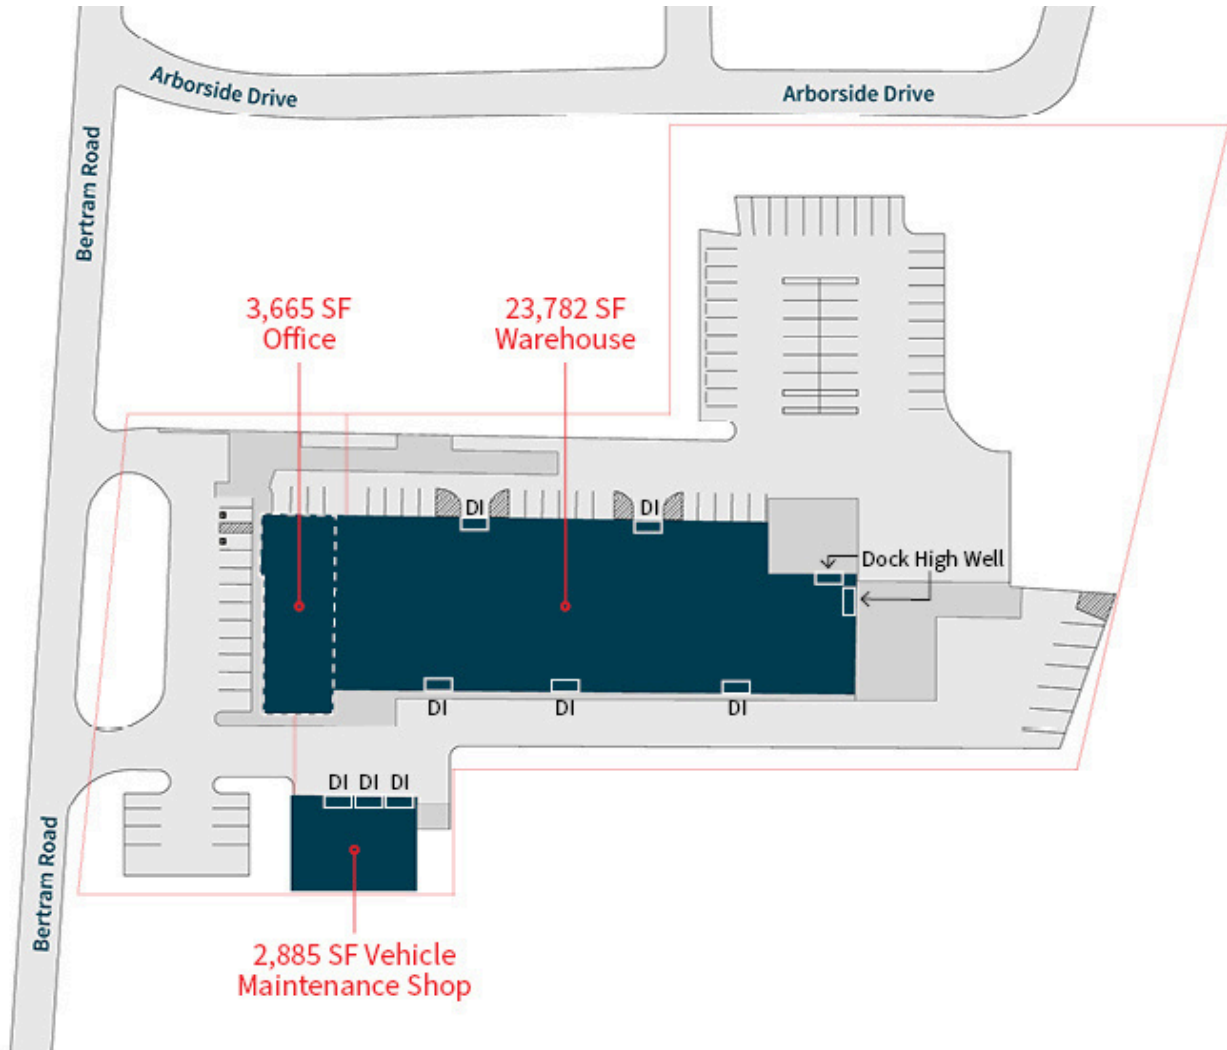 Arborside Drive
Arborside Drive
Bertram Road
3,665 SF
Office
23,782 SF
Warehouse
DI
DI
Dock High Well
DI
DI
DI
DI
DI
DI
Bertram Road
2,885 SF Vehicle
Maintenance Shop